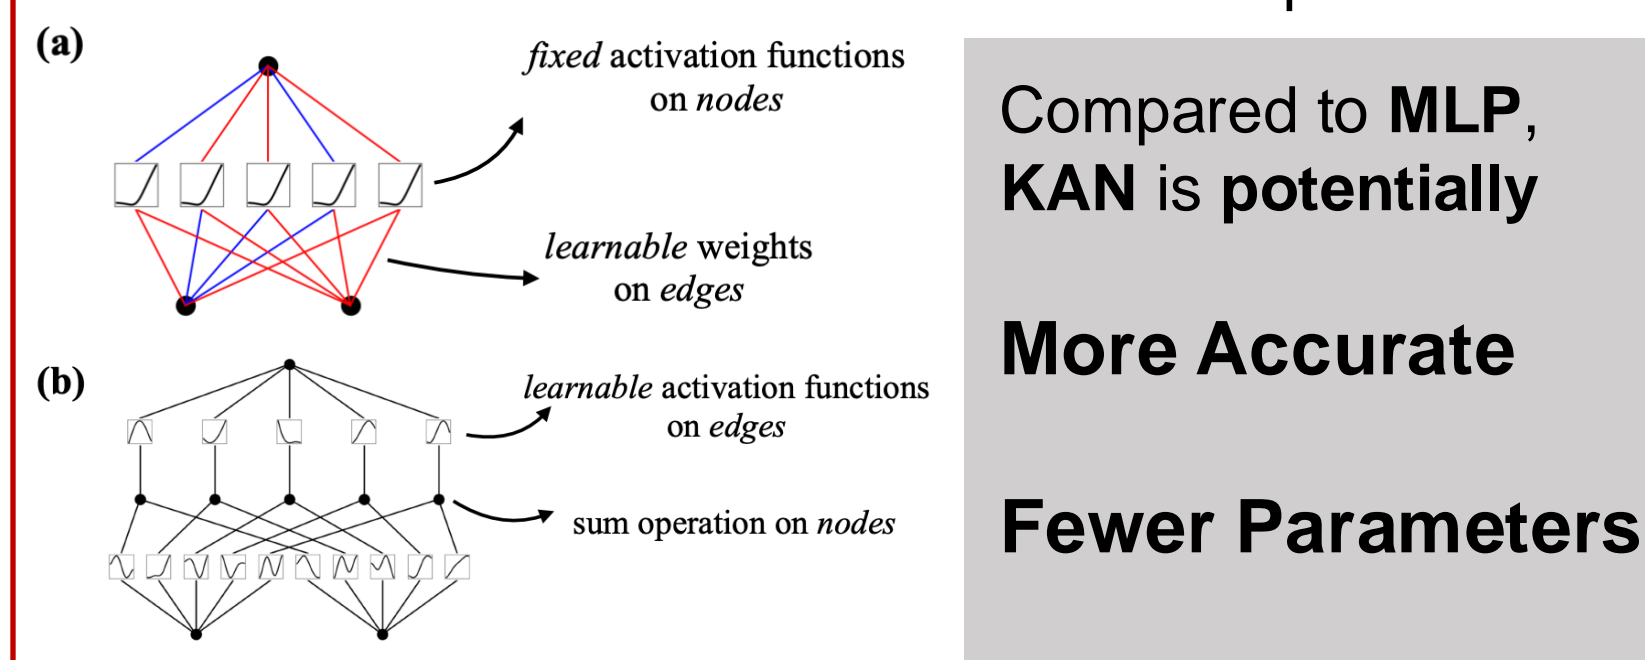 (a)
fixed activation functions
on nodes
learnable weights
on edges
(b)
learnable activation functions
on edges
sum operation on nodes
Compared to MLP,
KAN is potentially
More Accurate
Fewer Parameters